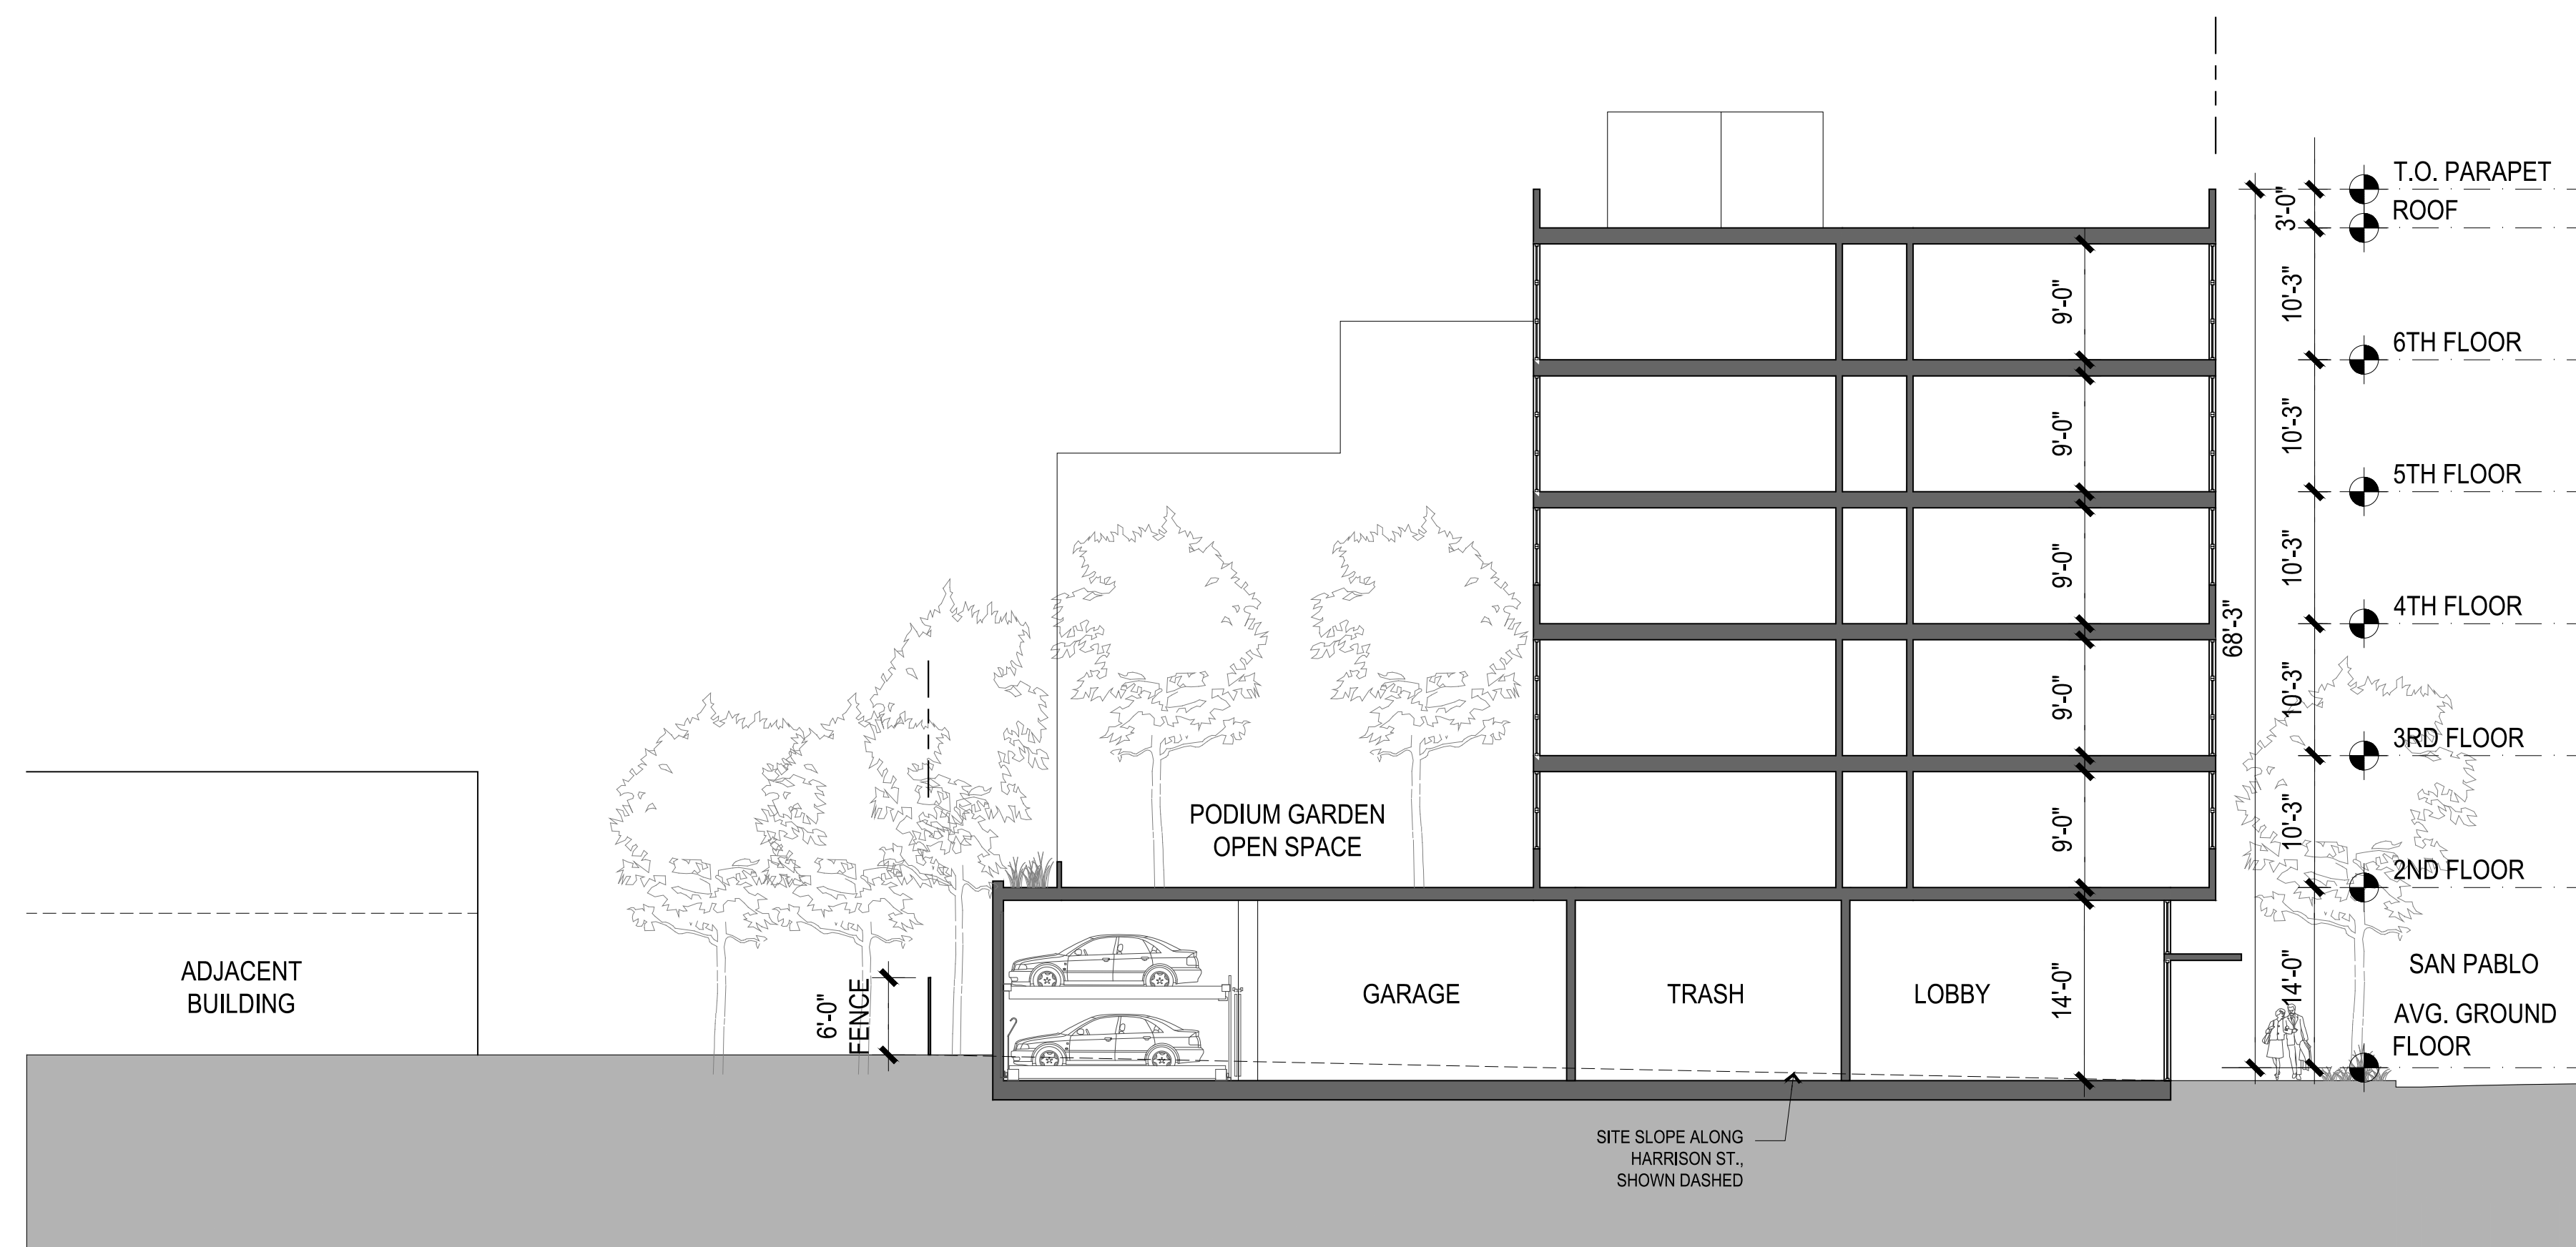 T.O. PARAPET
3'-0"
ROOF
10'-3"
9'-0"
6TH FLOOR
10'-3"
9'-0"
5TH FLOOR
10'-3"
9'-0"
4TH FLOOR
68'-3"
10'-3"
9'-0"
3RD FLOOR
10'-3"
9'-0"
2ND FLOOR
PODIUM GARDEN
OPEN SPACE
ADJACENT
BUILDING
6'-0"
FENCE
GARAGE
TRASH
LOBBY
14'-0"
14'-0"
SAN PABLO
AVG. GROUND
FLOOR
SITE SLOPE ALONG
HARRISON ST.,
SHOWN DASHED